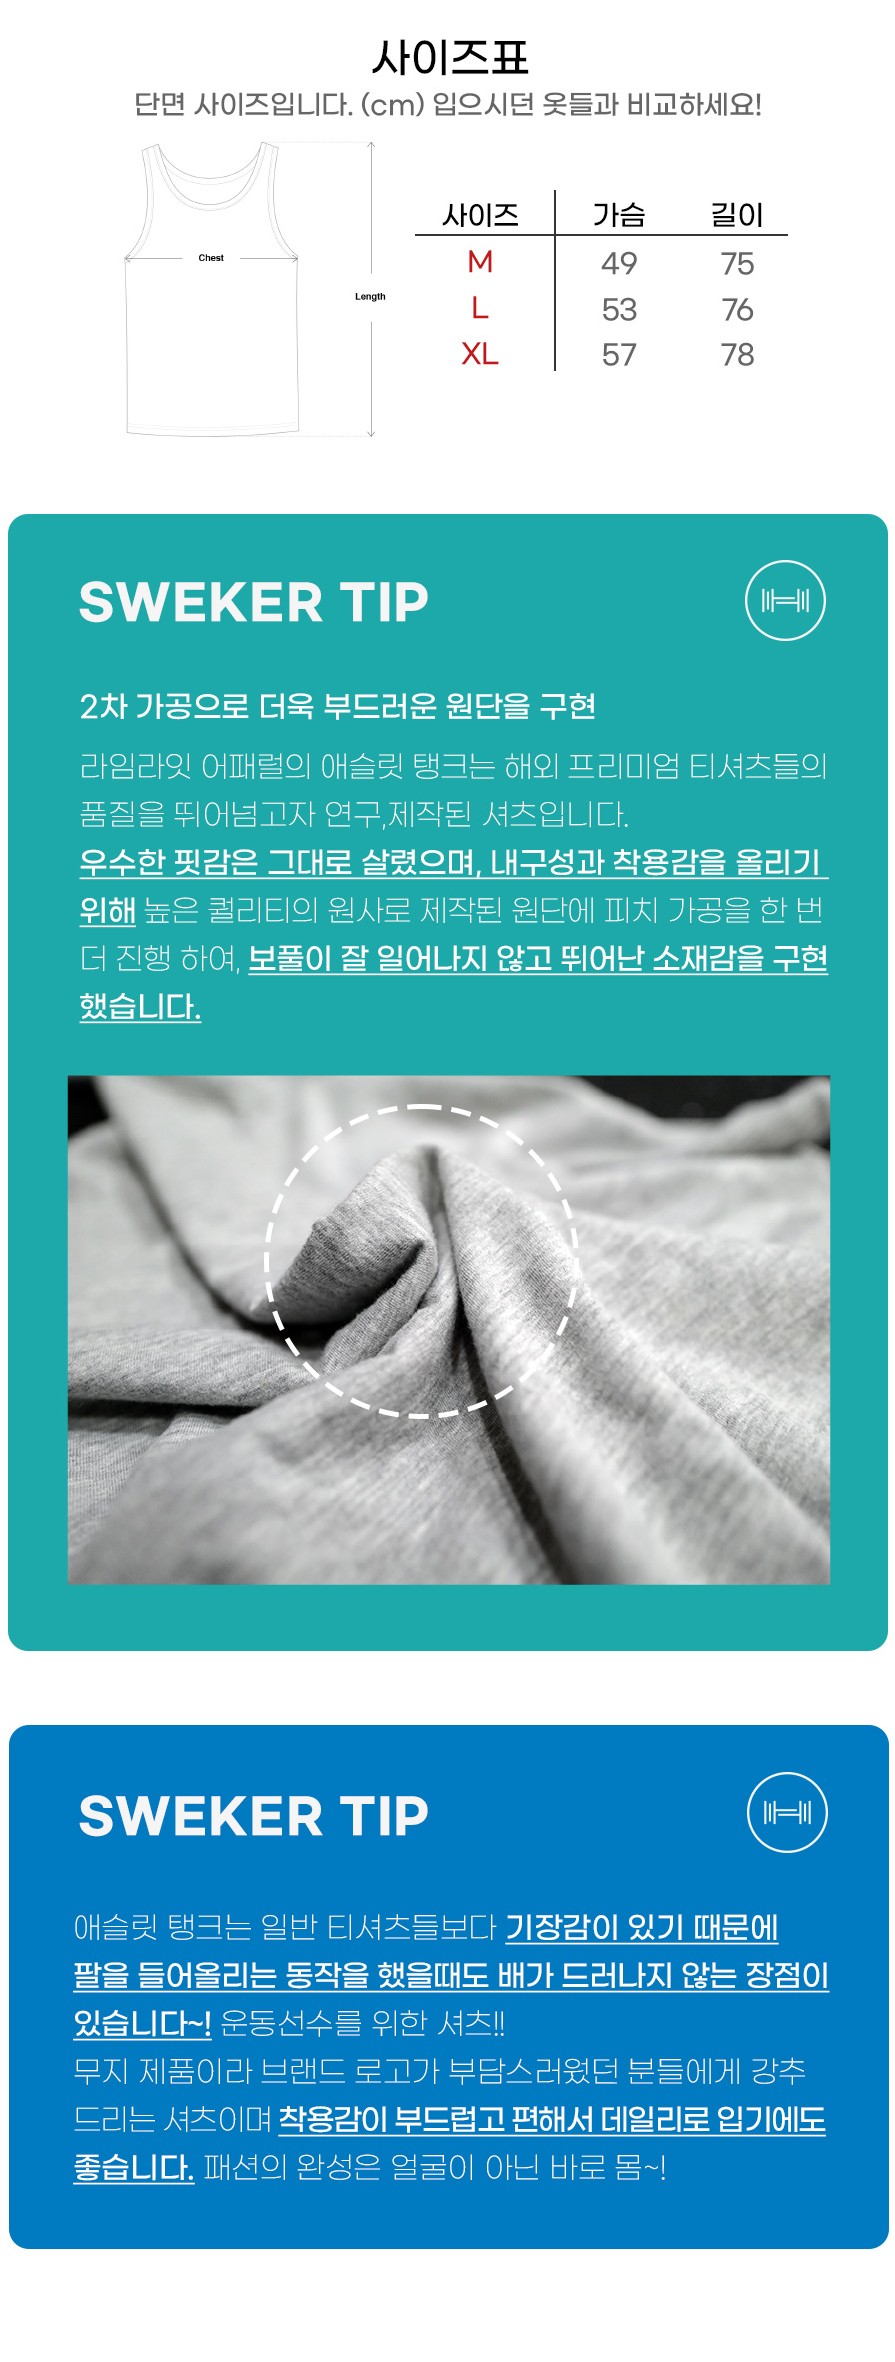 사이즈표
단면 사이즈입니다. (cm) 입으시던 옷들과 비교하세요!
Chest
Length
사이즈 가슴 길이
M 49 75
L 53 76
XL 57 78
SWEKER TIP
2차 가공으로 더욱 부드러운 원단을 구현
라임라잇 어패럴의 애슬릿 탱크는 해외 프리미엄 티셔츠들의
품질을 뛰어넘고자 연구,제작된 셔츠입니다.
우수한 핏감은 그대로 살렸으며, 내구성과 착용감을 올리기
위해 높은 퀄리티의 원사로 제작된 원단에 피치 가공을 한 번
더 진행 하여, 보풀이 잘 일어나지 않고 뛰어난 소재감을 구현
했습니다.
SWEKER TIP
애슬릿 탱크는 일반 티셔츠들보다 기장감이 있기 때문에
팔을 들어올리는 동작을 했을때도 배가 드러나지 않는 장점이
있습니다~! 운동선수를 위한 셔츠!!
무지 제품이라 브랜드 로고가 부담스러웠던 분들에게 강추
드리는 셔츠이며 착용감이 부드럽고 편해서 데일리로 입기에도
좋습니다. 패션의 완성은 얼굴이 아닌 바로 몸~!